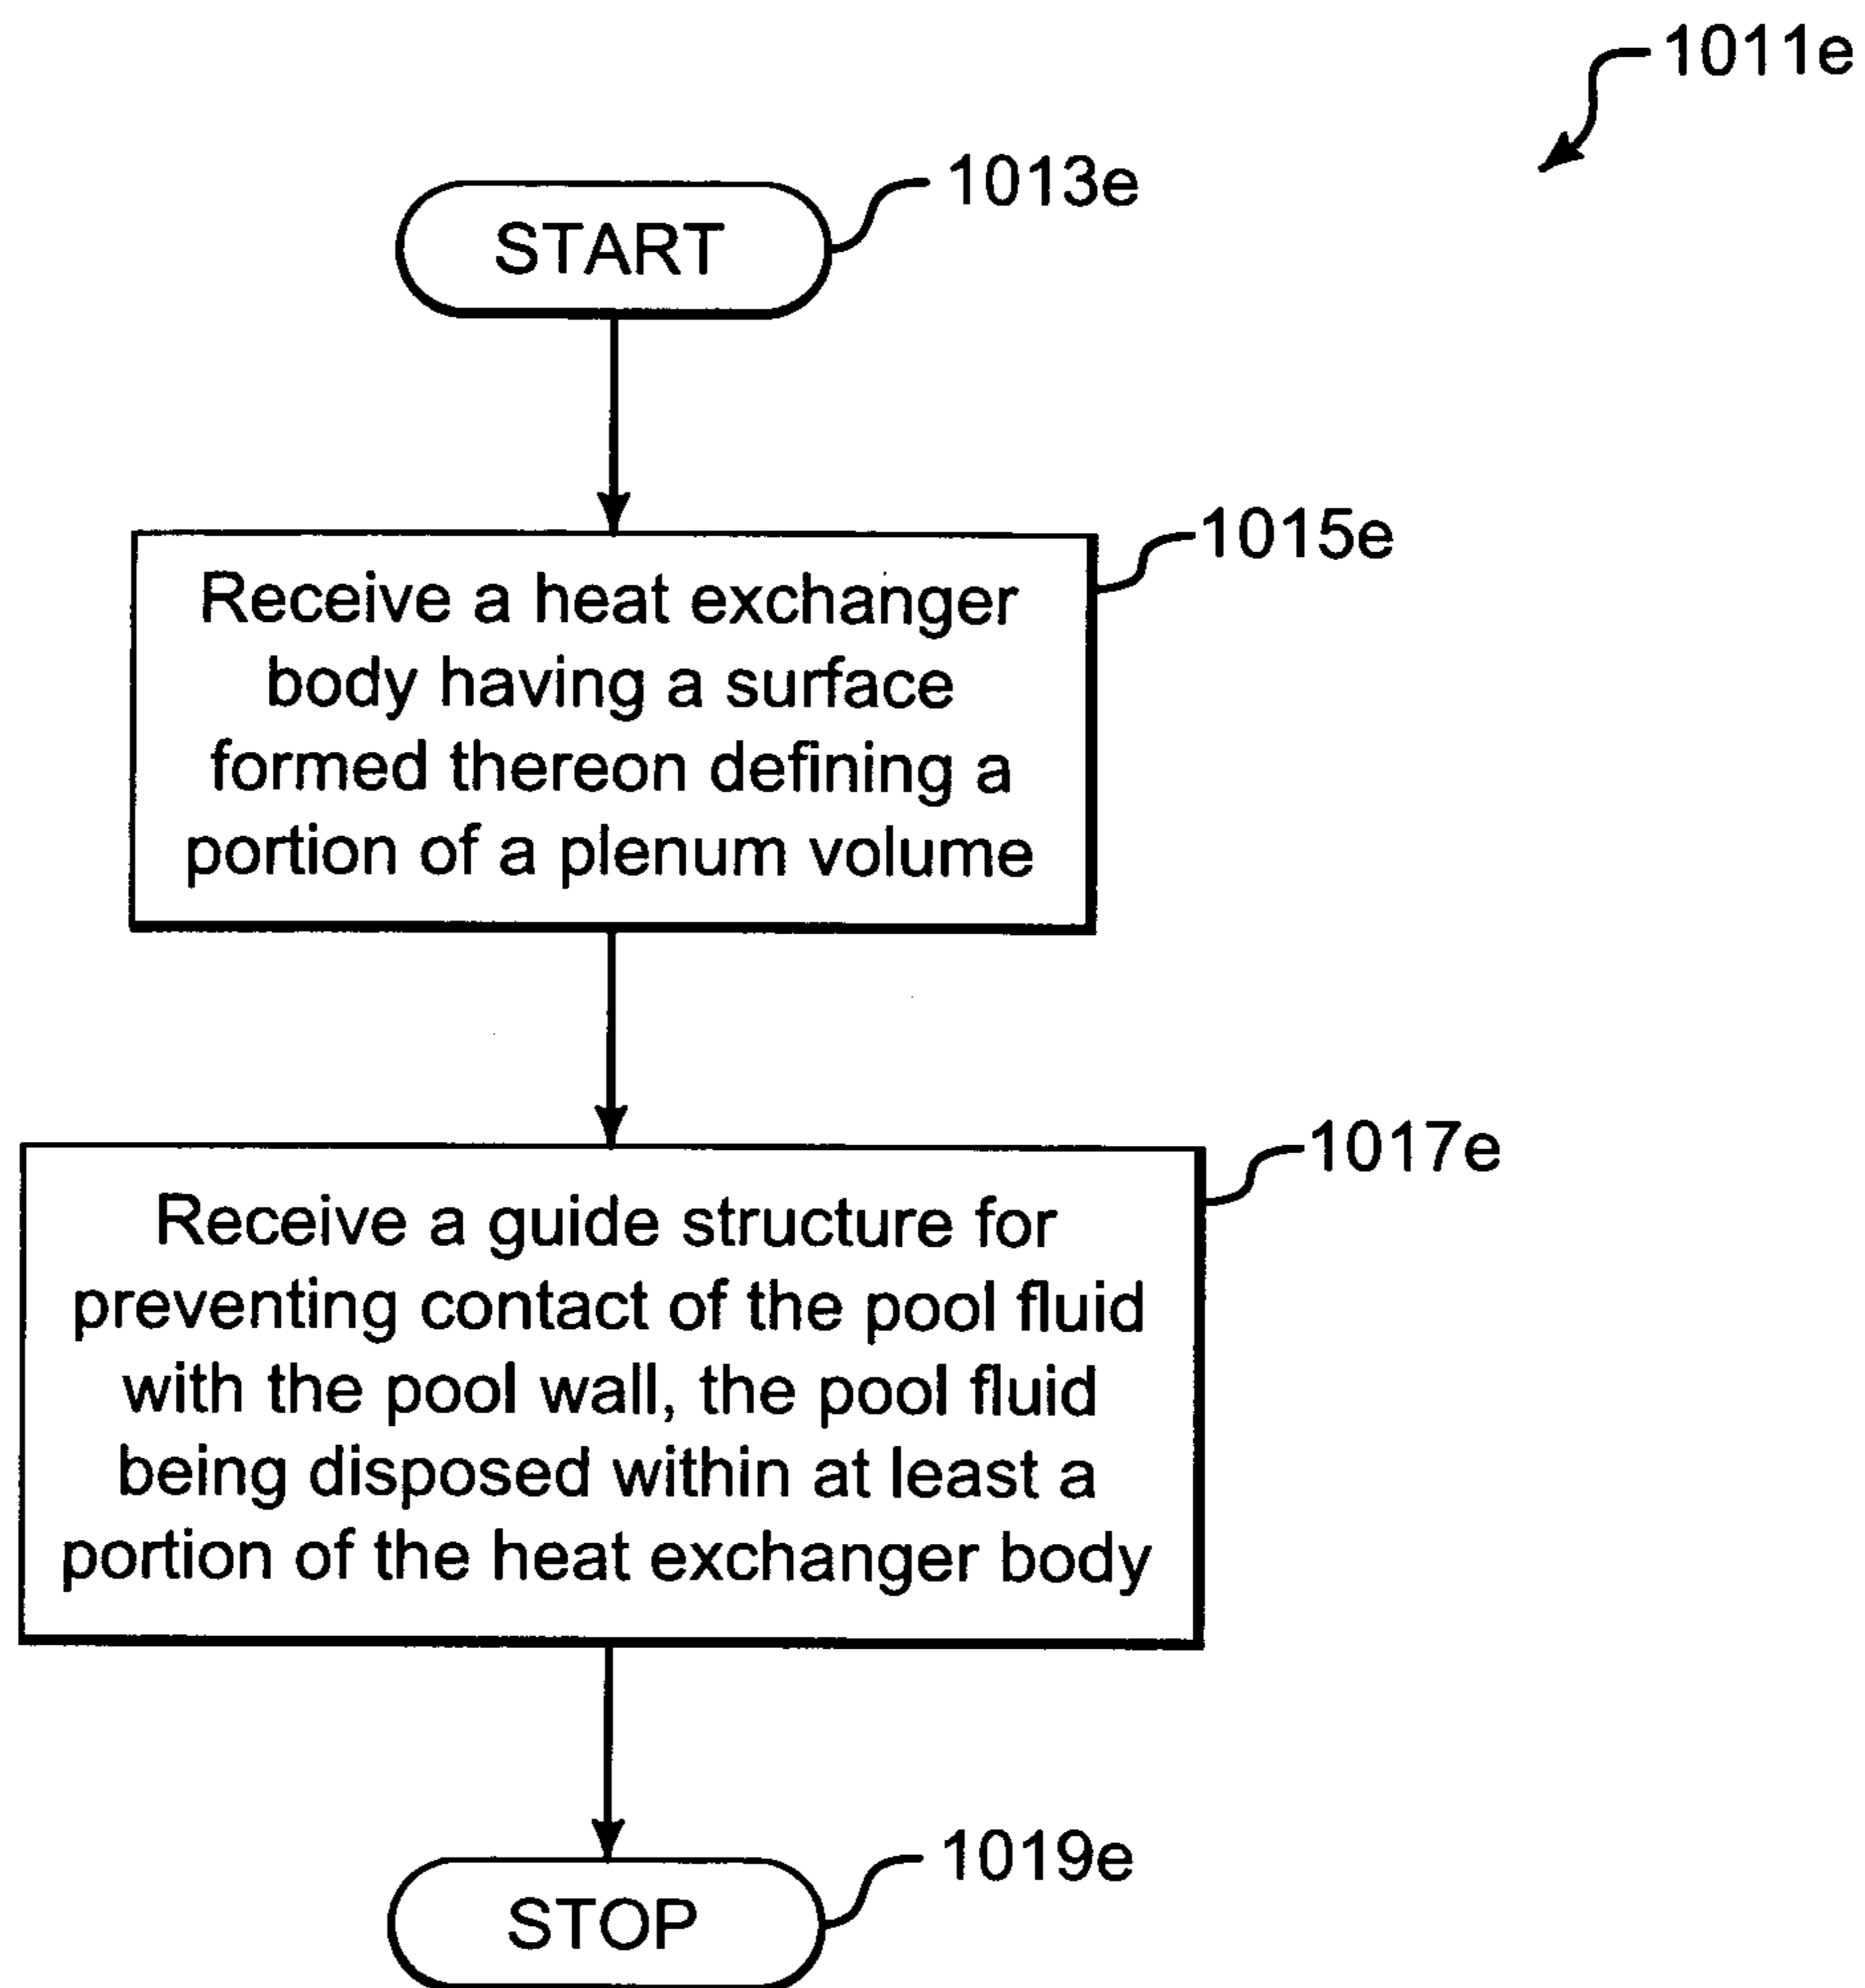 1011e
1013e
START
1015e
Receive a heat exchanger
body having a surface
formed thereon defining a
portion of a plenum volume
1017e
Receive a guide structure for
preventing contact of the pool fluid
with the pool wall, the pool fluid
being disposed within at least a
portion of the heat exchanger body
1019e
STOP